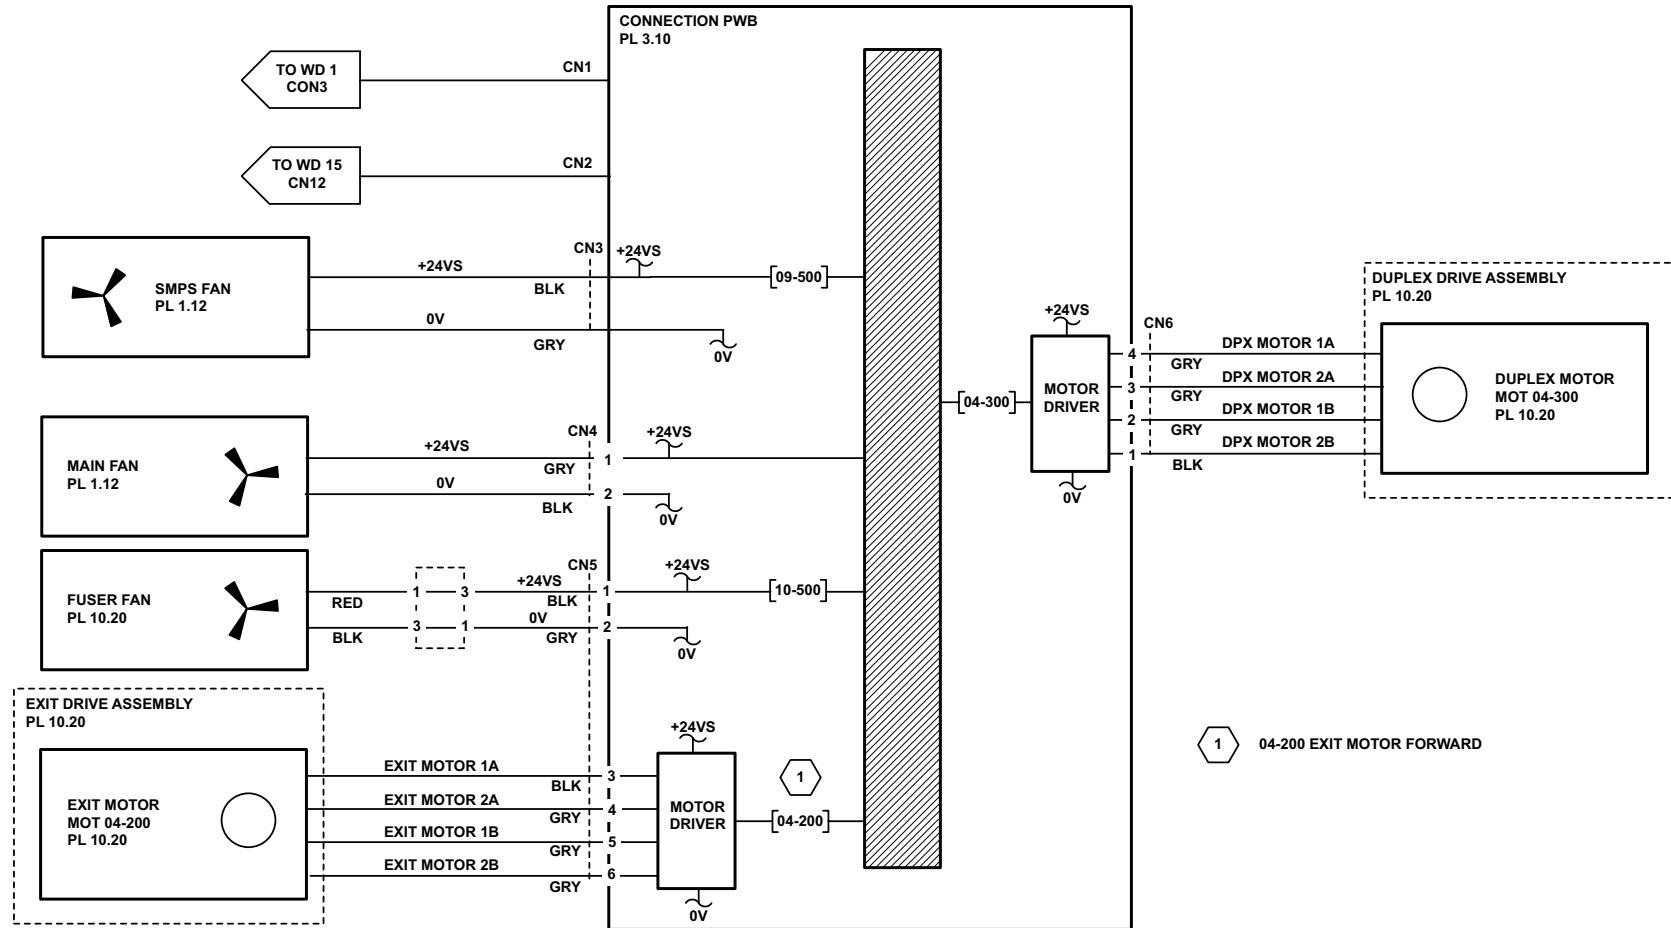 CONNECTION PWB
PL 3.10
TO WD 1
CON3
CN1
TO WD 15
CN12
CN2
SMPS FAN
PL 1.12
+24VS
BLK
0V
GRY
CN3
+24VS
[09-500]
0V
MAIN FAN
PL 1.12
+24VS
GRY
0V
BLK
CN4
1
2
+24VS
0V
FUSER FAN
PL 10.20
RED
BLK
1
3
3
1
+24VS
BLK
0V
GRY
CN5
1
2
+24VS
[10-500]
0V
EXIT DRIVE ASSEMBLY
PL 10.20
EXIT MOTOR
MOT 04-200
PL 10.20
EXIT MOTOR 1A
BLK
3
EXIT MOTOR 2A
GRY
4
EXIT MOTOR 1B
GRY
5
EXIT MOTOR 2B
GRY
6
+24VS
MOTOR
DRIVER
0V
1
[04-200]
[04-300]
+24VS
MOTOR
DRIVER
0V
CN6
4
DPX MOTOR 1A
GRY
3
DPX MOTOR 2A
GRY
2
DPX MOTOR 1B
GRY
1
DPX MOTOR 2B
BLK
DUPLEX DRIVE ASSEMBLY
PL 10.20
DUPLEX MOTOR
MOT 04-300
PL 10.20
1
04-200 EXIT MOTOR FORWARD